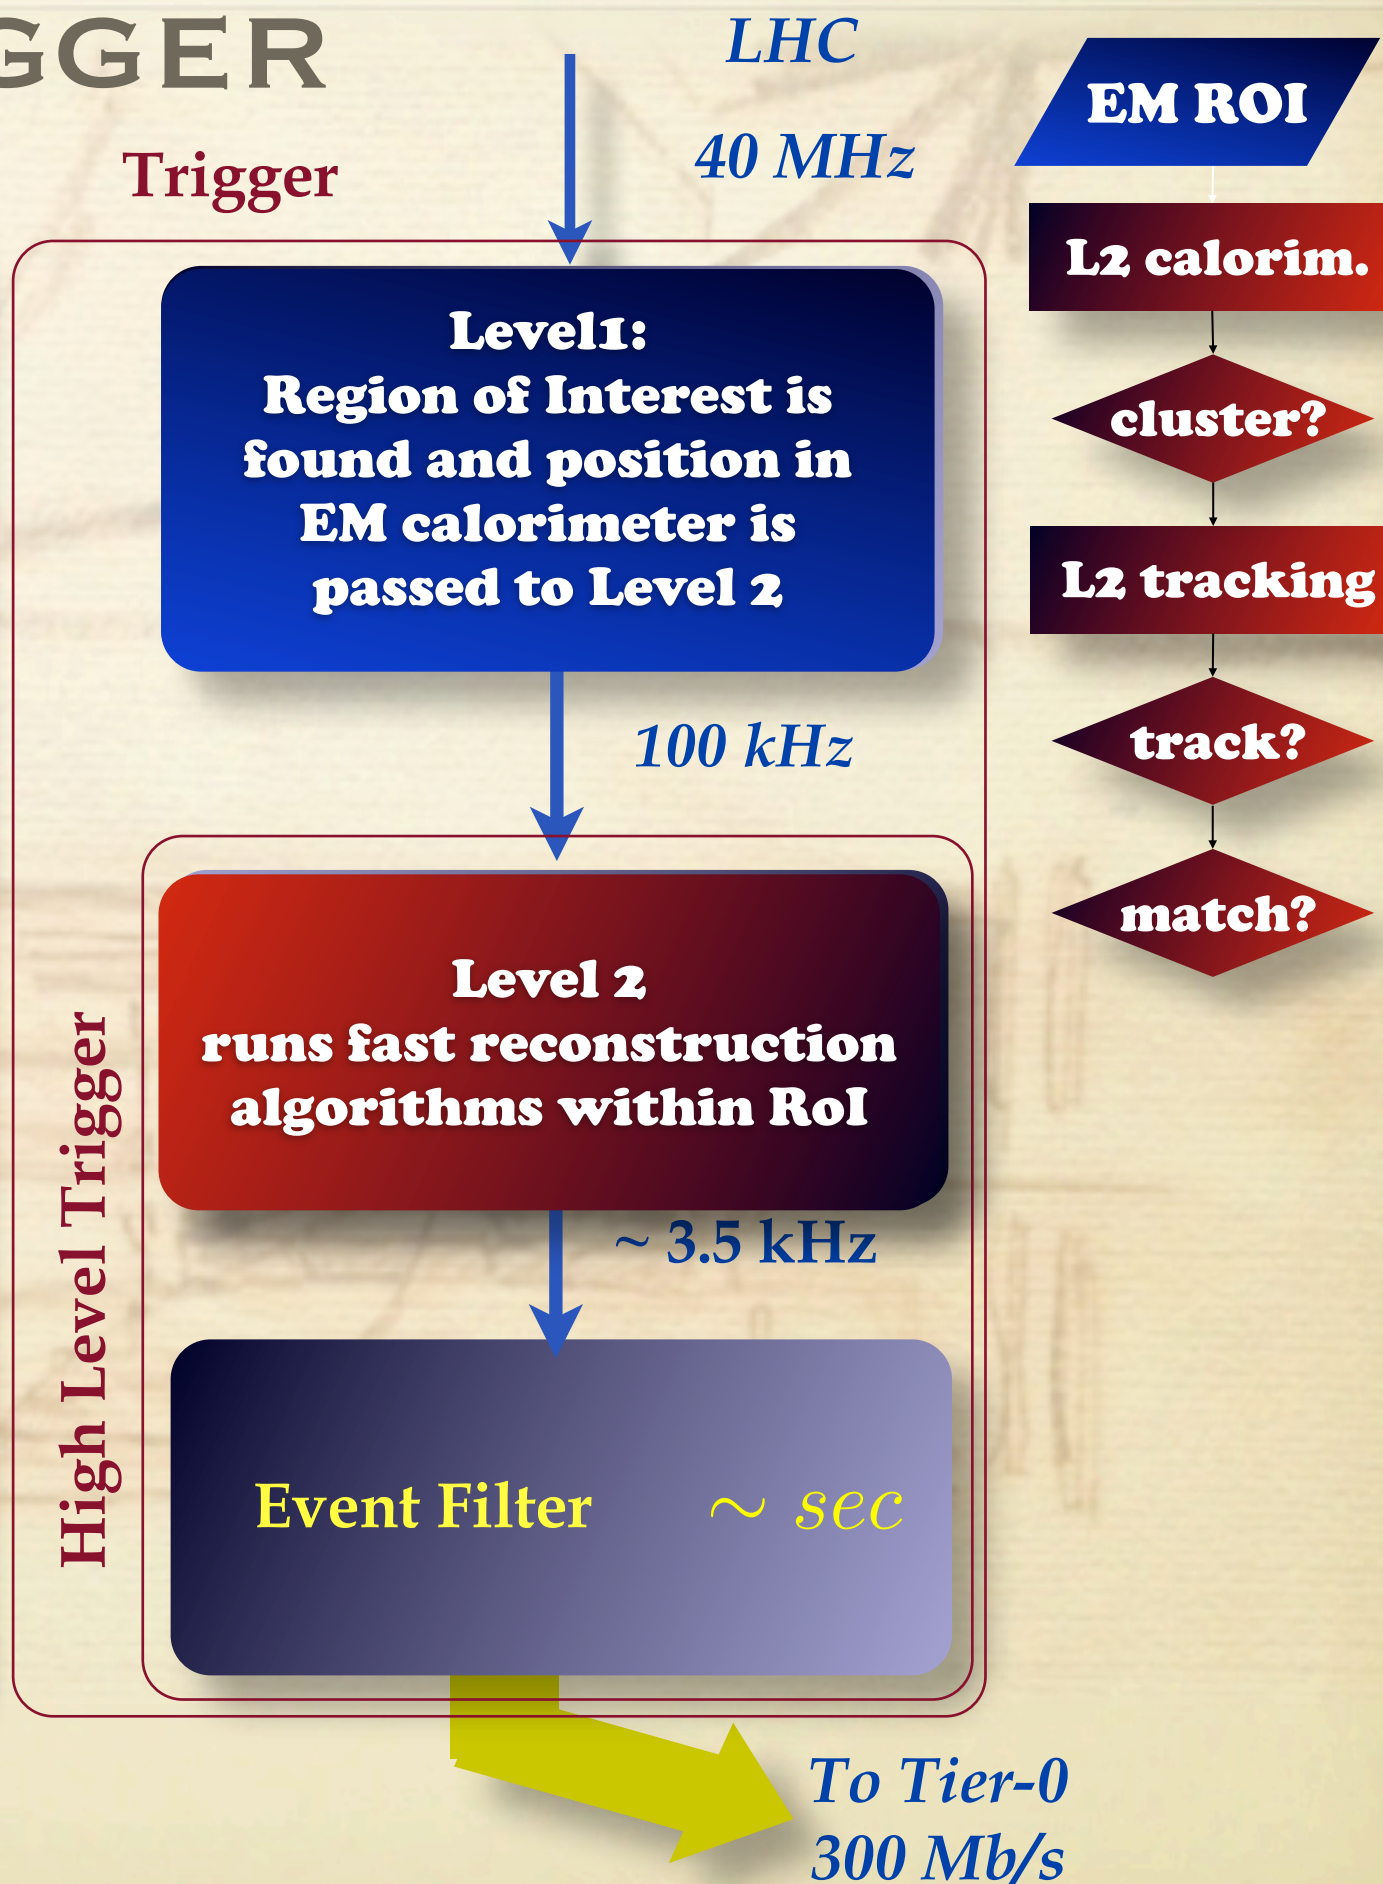 GGER
Trigger
LHC
40 MHz
Level1:
Region of Interest is
found and position in
EM calorimeter is
passed to Level 2
100 kHz
High Level Trigger
Level 2
runs fast reconstruction
algorithms within RoI
~ 3.5 kHz
Event Filter ~ sec
To Tier-0
300 Mb/s
EM ROI
L2 calorim.
cluster?
L2 tracking
track?
match?